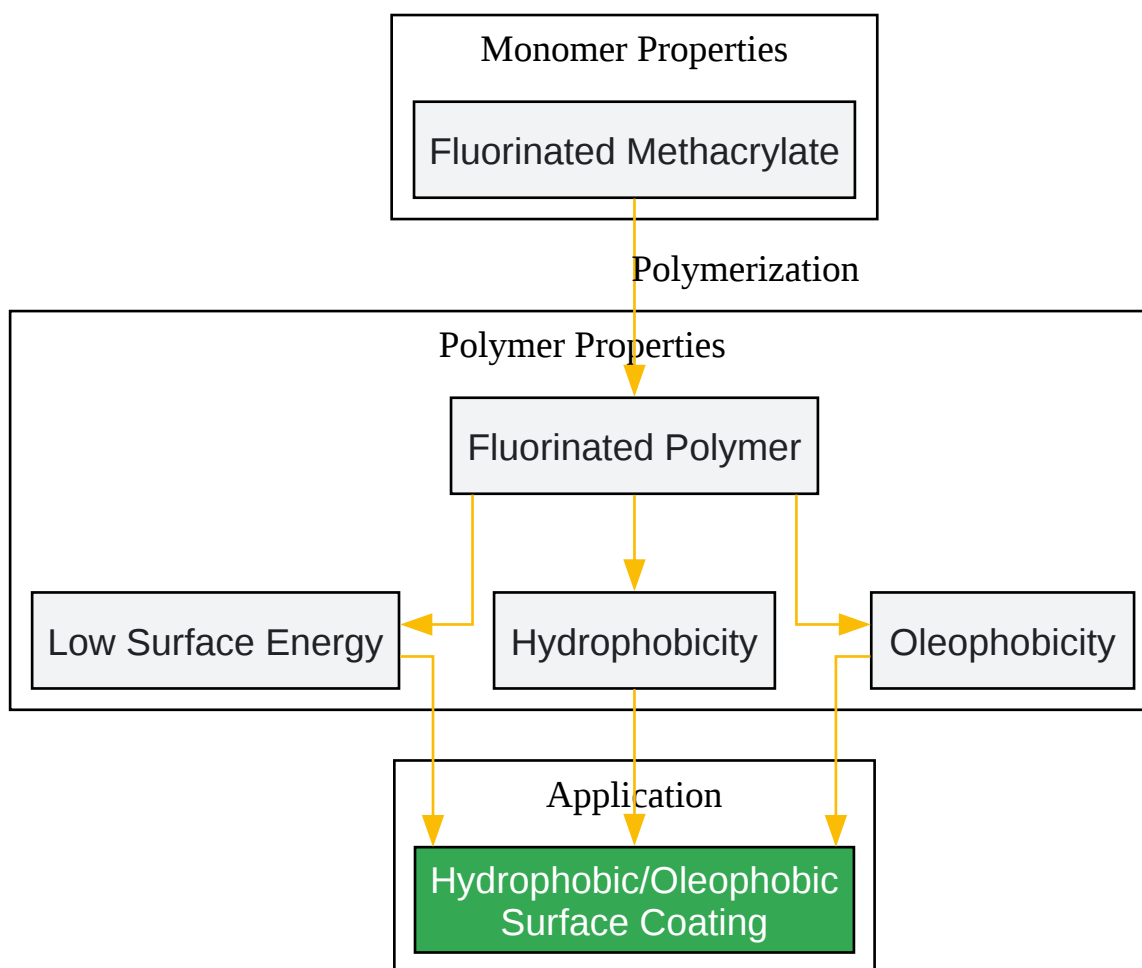 Monomer Properties
Fluorinated Methacrylate
Polymerization
Polymer Properties
Fluorinated Polymer
Low Surface Energy
Hydrophobicity
Oleophobicity
Application
Hydrophobic/Oleophobic
Surface Coating